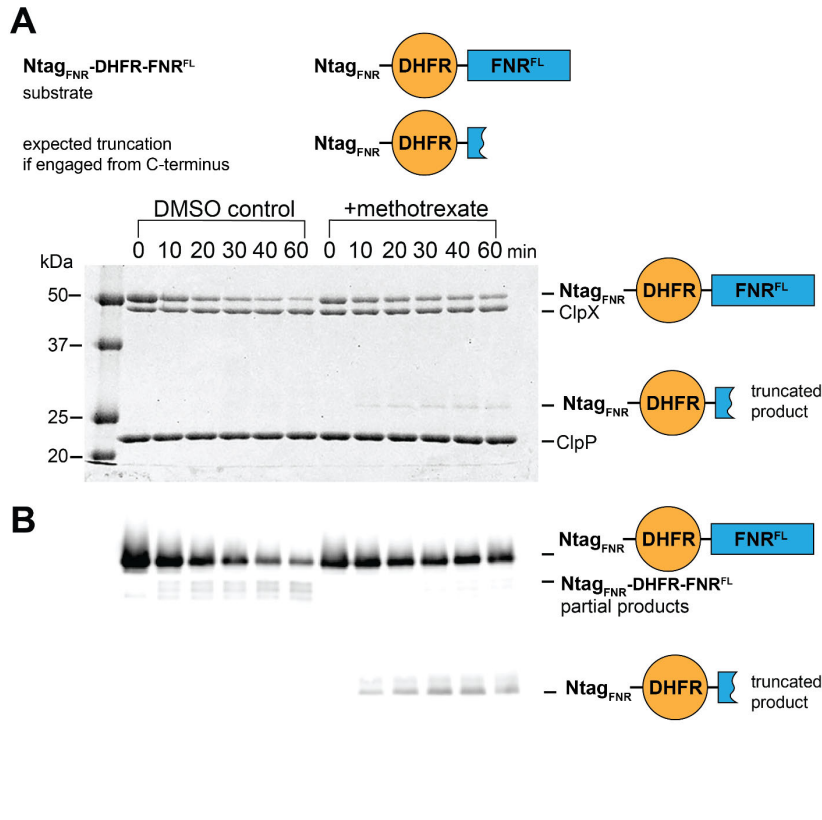 A
NtagFNR-DHFR-FNRFL
substrate
NtagFNR DHFR FNRFL
expected truncation
if engaged from C-terminus
NtagFNR DHFR
DMSO control +methotrexate
0 10 20 30 40 60 0 10 20 30 40 60 min
kDa
50
37
25
20
NtagFNR DHFR FNRFL
ClpX
NtagFNR DHFR truncated
product
ClpP
B
NtagFNR DHFR FNRFL
NtagFNR-DHFR-FNRFL
partial products
NtagFNR DHFR truncated
product